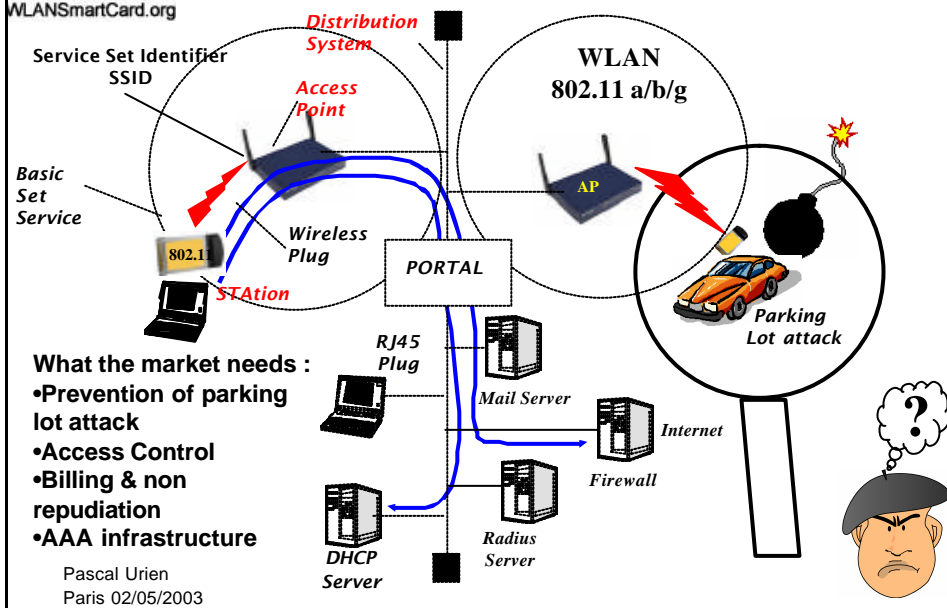 WLANSmartCard.org
Distribution
System
Service Set Identifier
SSID
Access
Point
WLAN
802.11 a/b/g
Basic
Set
Service
AP
802.11
Wireless
Plug
STAtion
PORTAL
Parking
Lot attack
RJ45
Plug
Mail Server
Internet
Firewall
Radius
Server
DHCP
Server
?
What the market needs :
•Prevention of parking
lot attack
•Access Control
•Billing & non
repudiation
•AAA infrastructure
Pascal Urien
Paris 02/05/2003